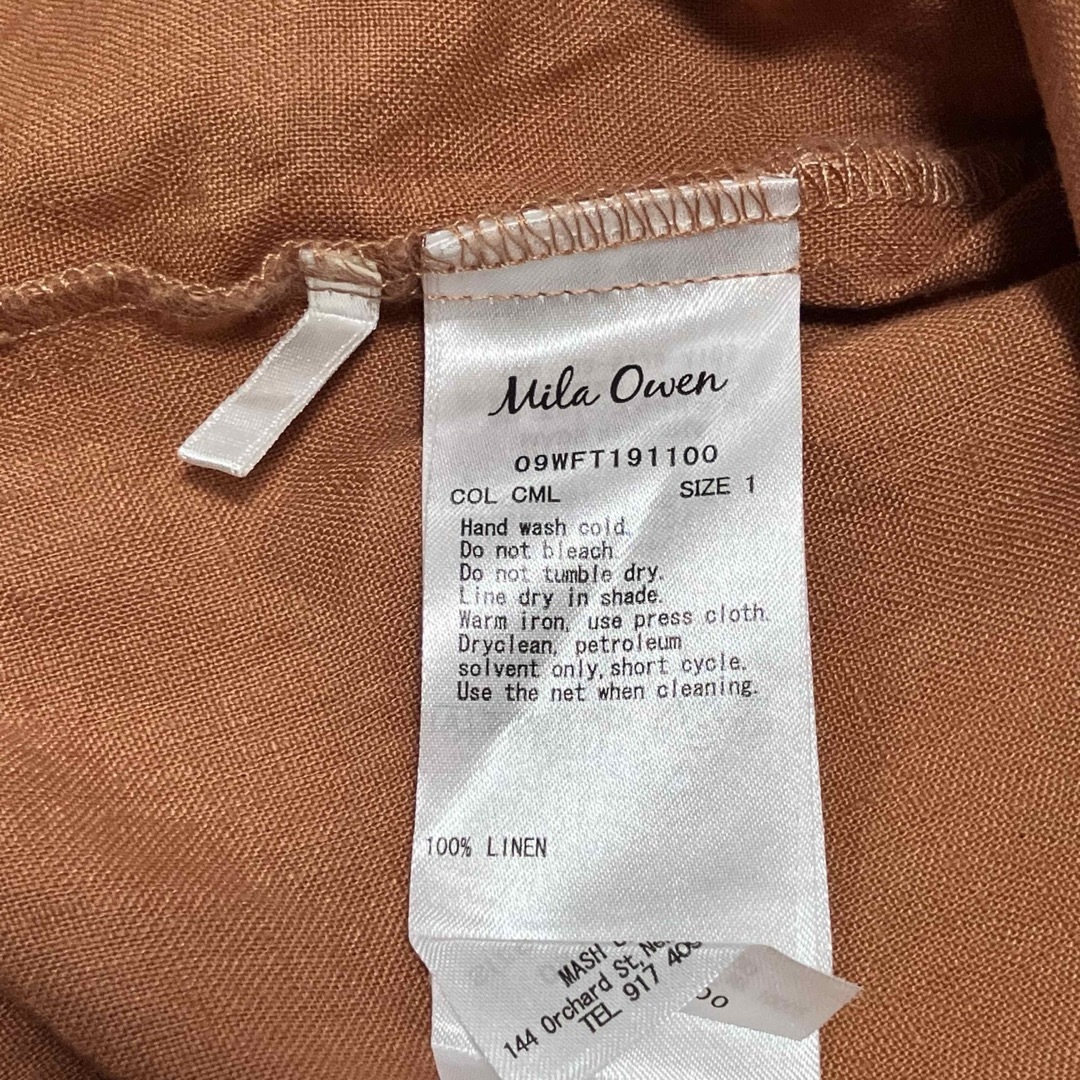 Mila Owen
09WFT191100
COL CML SIZE 1
Hand wash cold.
Do not bleach.
Do not tumble dry.
Line dry in shade.
Warm iron, use press cloth.
Dryclean, petroleum
solvent only, short cycle.
Use the net when cleaning.
100% LINEN
MASH
144 Orchard St,
TEL 917